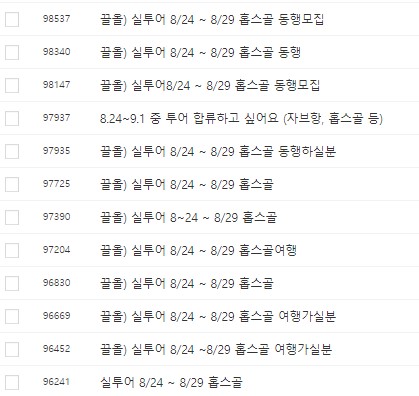 98537 끌올) 실투어 8/24 ~ 8/29 홉스골 동행모집
98340 끌올) 실투어 8/24 ~ 8/29 홉스골 동행
98147 끌올) 실투어8/24 ~ 8/29 홉스골 동행모집
97937 8.24~9.1 중 투어 합류하고 싶어요 (자브항, 홉스골 등)
97935 끌올) 실투어 8/24 ~ 8/29 홉스골 동행하실분
97725 끌올) 실투어 8/24 ~ 8/29 홉스골
97390 끌올) 실투어 8~24 ~ 8/29 홉스골
97204 끌올) 실투어 8/24 ~ 8/29 홉스골여행
96830 끌올) 실투어 8/24 ~ 8/29 홉스골
96669 끌올) 실투어 8/24 ~ 8/29 홉스골 여행가실분
96452 끌올) 실투어 8/24 ~8/29 홉스골 여행가실분
96241 실투어 8/24 ~ 8/29 홉스골